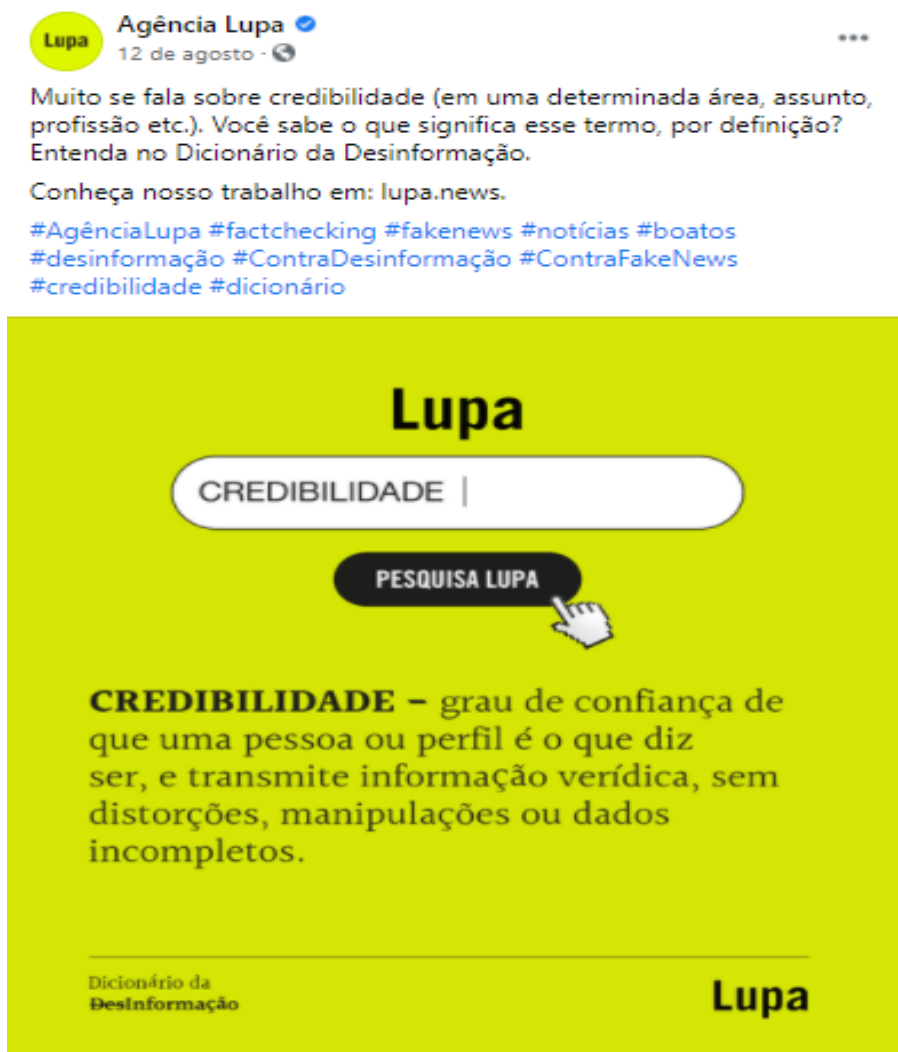 Lupa
Agência Lupa
12 de agosto ·
Muito se fala sobre credibilidade (em uma determinada área, assunto,
profissão etc.). Você sabe o que significa esse termo, por definição?
Entenda no Dicionário da Desinformação.
Conheça nosso trabalho em: lupa.news.
#AgênciaLupa #factchecking #fakenews #notícias #boatos
#desinformação #ContraDesinformação #ContraFakeNews
#credibilidade #dicionário
Lupa
CREDIBILIDADE |
PESQUISA LUPA
CREDIBILIDADE – grau de confiança de
que uma pessoa ou perfil é o que diz
ser, e transmite informação verídica, sem
distorções, manipulações ou dados
incompletos.
Dicionário da
DesInformação
Lupa